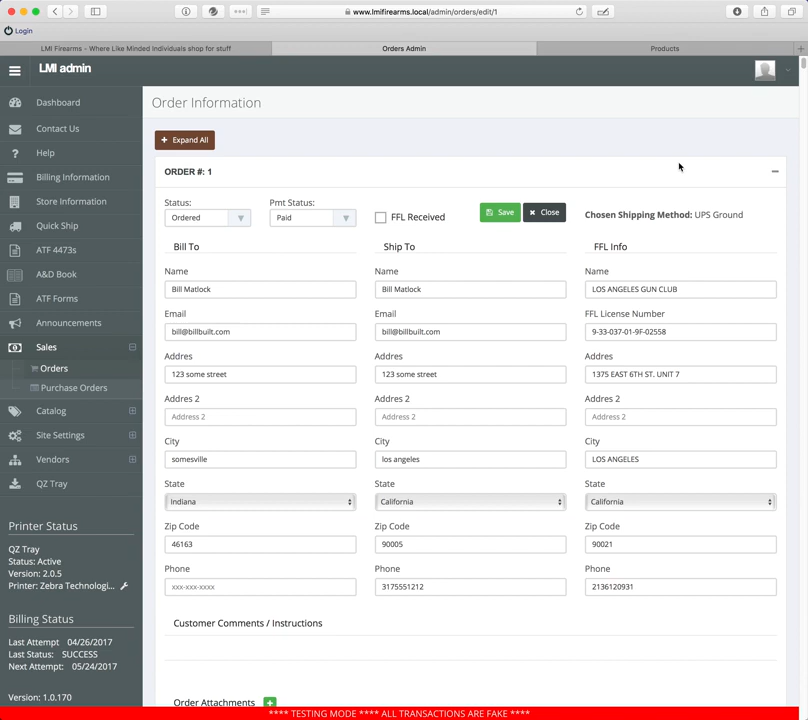 www.lmifirearms.local/admin/orders/edit/1
Login
LMI Firearms - Where Like Minded Individuals shop for stuff
Orders Admin
Products
LMI admin
Dashboard
Contact Us
Help
Billing Information
Store Information
Quick Ship
ATF 4473s
A&D Book
ATF Forms
Announcements
Sales
Orders
Purchase Orders
Catalog
Site Settings
Vendors
QZ Tray
Printer Status
QZ Tray
Status: Active
Version: 2.0.5
Printer: Zebra Technologi...
Billing Status
Last Attempt 04/26/2017
Last Status: SUCCESS
Next Attempt: 05/24/2017
Version: 1.0.170
Order Information
+ Expand All
ORDER #: 1
Status: Pmt Status:
Ordered Paid FFL Received Save Close Chosen Shipping Method: UPS Ground
Bill To Ship To FFL Info
Name Name Name
Bill Matlock Bill Matlock LOS ANGELES GUN CLUB
Email Email FFL License Number
bill@billbuilt.com bill@billbuilt.com 9-33-037-01-9F-02558
Addres Addres Addres
123 some street 123 some street 1375 EAST 6TH ST. UNIT 7
Addres 2 Addres 2 Addres 2
Address 2 Address 2 Address 2
City City City
somesville los angeles LOS ANGELES
State State State
Indiana California California
Zip Code Zip Code Zip Code
46163 90005 90021
Phone Phone Phone
xxx-xxx-xxxx 3175551212 2136120931
Customer Comments / Instructions
Order Attachments +
**** TESTING MODE **** ALL TRANSACTIONS ARE FAKE ****